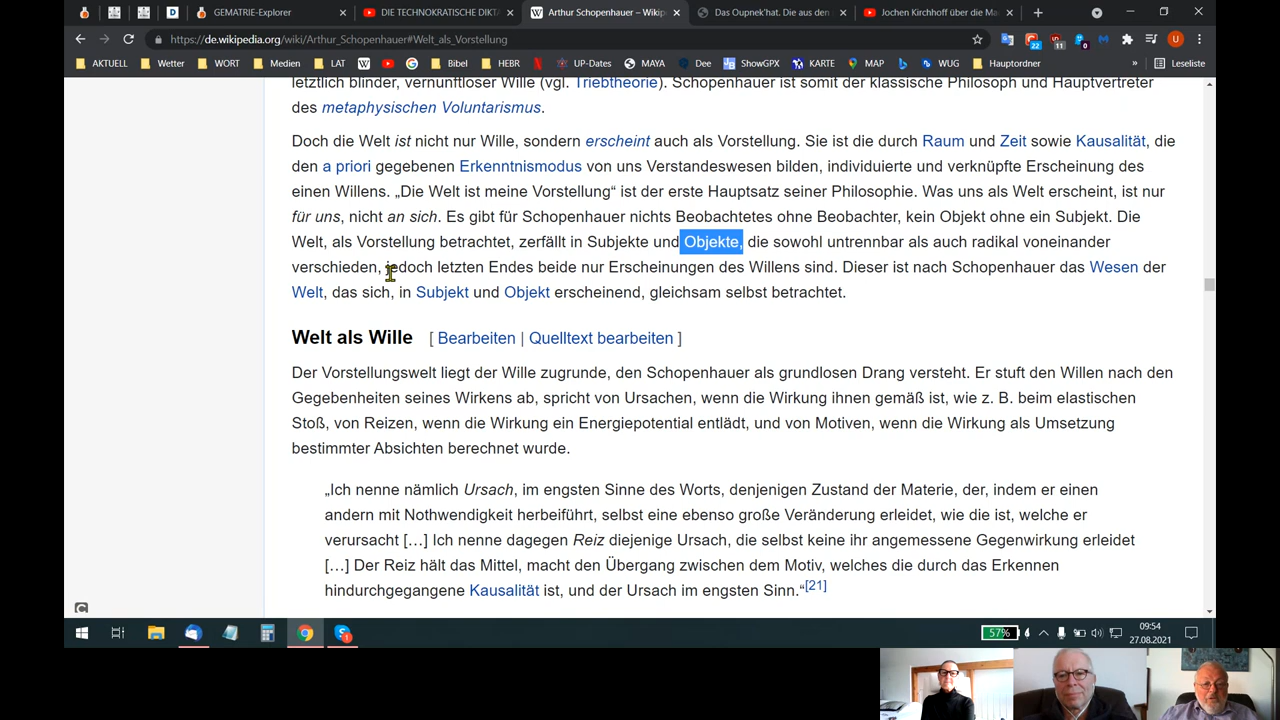 GEMATRIE-Explorer
DIE TECHNOKRATISCHE DIKT
Arthur Schopenhauer – Wikip
Das Oupnek'hat. Die aus den
Jochen Kirchhoff über die Ma
https://de.wikipedia.org/wiki/Arthur_Schopenhauer#Welt_als_Vorstellung
22
11
0
U
AKTUELL Wetter WORT Medien LAT Bibel HEBR UP-Dates MAYA Dee ShowGPX KARTE MAP WUG Hauptordner » Leseliste
letztlich blinder, vernunftloser Wille (vgl. Triebtheorie). Schopenhauer ist somit der klassische Philosoph und Hauptvertreter
des metaphysischen Voluntarismus.
Doch die Welt ist nicht nur Wille, sondern erscheint auch als Vorstellung. Sie ist die durch Raum und Zeit sowie Kausalität, die
den a priori gegebenen Erkenntnismodus von uns Verstandeswesen bilden, individuierte und verknüpfte Erscheinung des
einen Willens. „Die Welt ist meine Vorstellung“ ist der erste Hauptsatz seiner Philosophie. Was uns als Welt erscheint, ist nur
für uns, nicht an sich. Es gibt für Schopenhauer nichts Beobachtetes ohne Beobachter, kein Objekt ohne ein Subjekt. Die
Welt, als Vorstellung betrachtet, zerfällt in Subjekte und Objekte, die sowohl untrennbar als auch radikal voneinander
verschieden, jedoch letzten Endes beide nur Erscheinungen des Willens sind. Dieser ist nach Schopenhauer das Wesen der
Welt, das sich, in Subjekt und Objekt erscheinend, gleichsam selbst betrachtet.
Welt als Wille [ Bearbeiten | Quelltext bearbeiten ]
Der Vorstellungswelt liegt der Wille zugrunde, den Schopenhauer als grundlosen Drang versteht. Er stuft den Willen nach den
Gegebenheiten seines Wirkens ab, spricht von Ursachen, wenn die Wirkung ihnen gemäß ist, wie z. B. beim elastischen
Stoß, von Reizen, wenn die Wirkung ein Energiepotential entlädt, und von Motiven, wenn die Wirkung als Umsetzung
bestimmter Absichten berechnet wurde.
„Ich nenne nämlich Ursach, im engsten Sinne des Worts, denjenigen Zustand der Materie, der, indem er einen
andern mit Nothwendigkeit herbeiführt, selbst eine ebenso große Veränderung erleidet, wie die ist, welche er
verursacht […] Ich nenne dagegen Reiz diejenige Ursach, die selbst keine ihr angemessene Gegenwirkung erleidet
[…] Der Reiz hält das Mittel, macht den Übergang zwischen dem Motiv, welches die durch das Erkennen
hindurchgegangene Kausalität ist, und der Ursach im engsten Sinn.“[21]
57%
09:54
27.08.2021